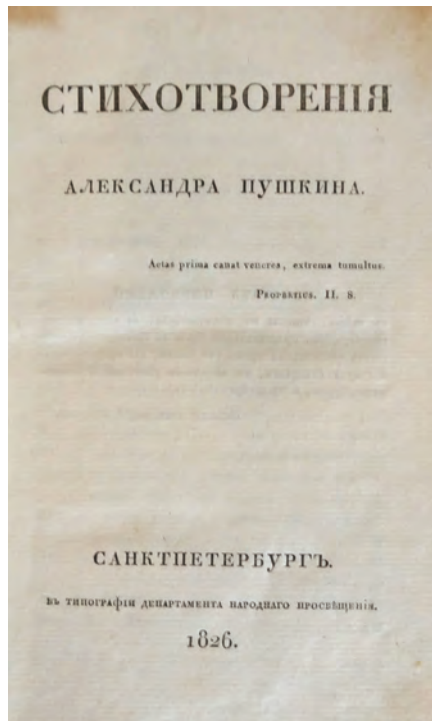 СТИХОТВОРЕНІЯ
АЛЕКСАНДРА ПУШКИНА.
Aetas prima canat veneres, extrema tumultus.
Propertius. II. 8.
САНКТПЕТЕРБУРГЪ.
въ типографіи департамента народнаго просвѣщенія.
1826.